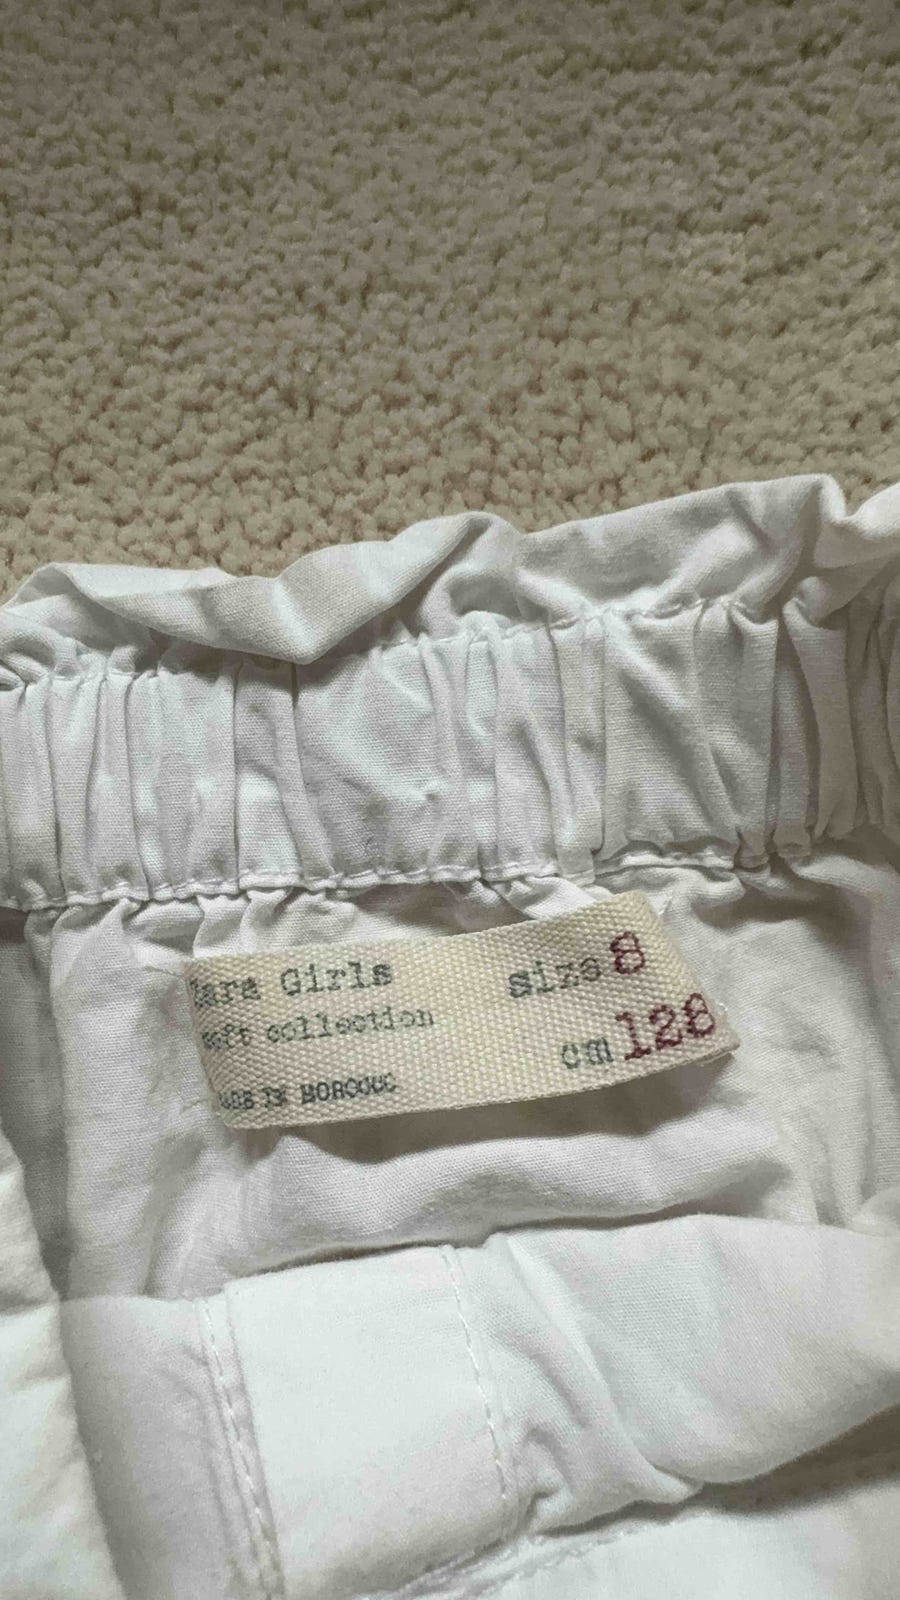 Zara Girls size 8
soft collection
cm 128
MADE IN MOROCCO